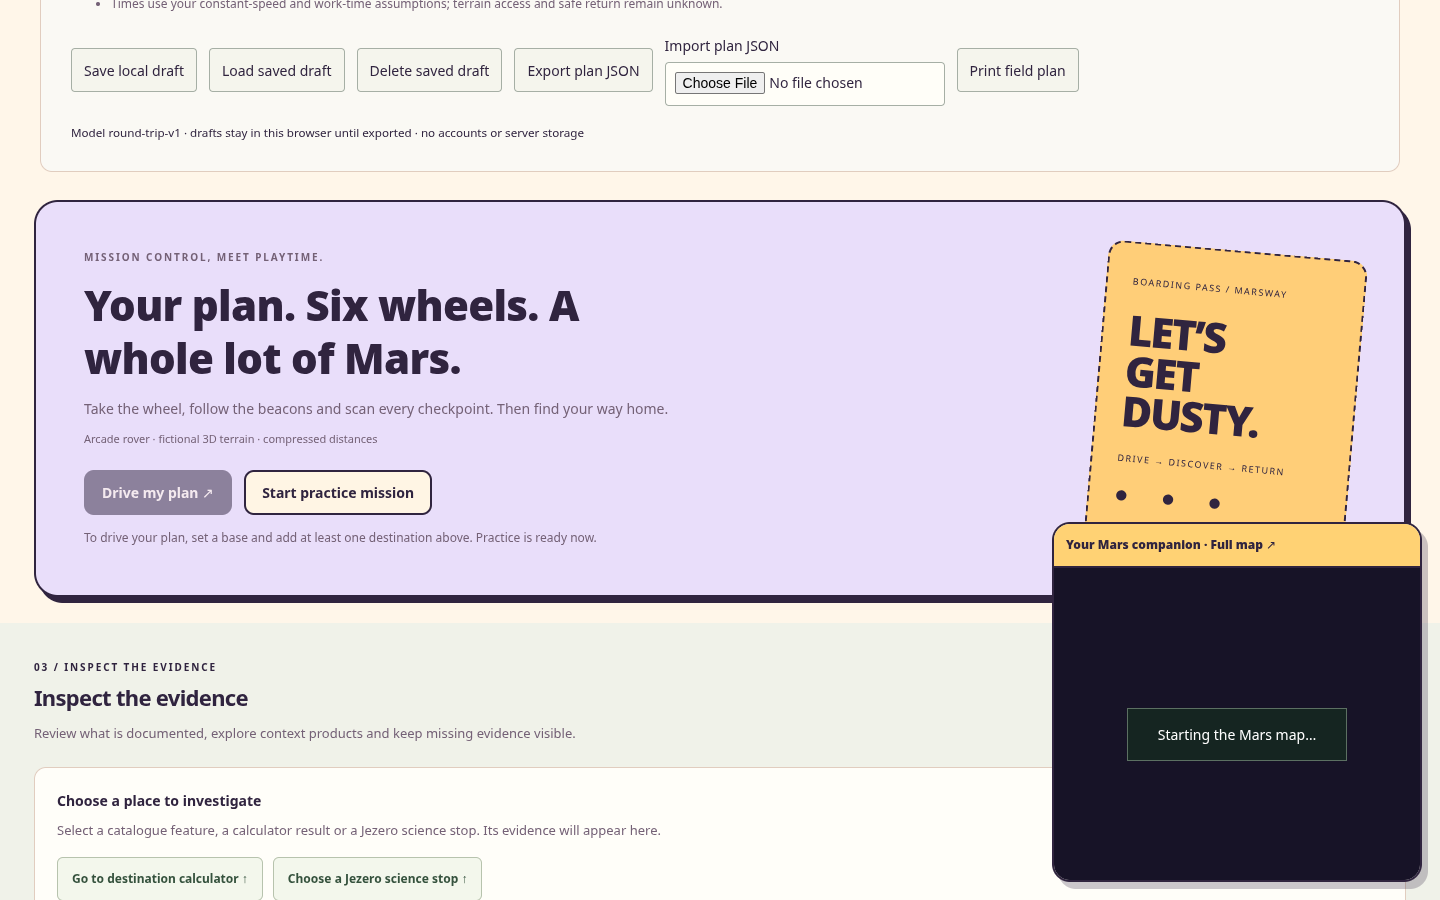 Times use your constant-speed and work-time assumptions; terrain access and safe return remain unknown.
Import plan JSON
Save local draft
Load saved draft
Delete saved draft
Export plan JSON
Choose File No file chosen
Print field plan
Model round-trip-v1 · drafts stay in this browser until exported · no accounts or server storage
MISSION CONTROL, MEET PLAYTIME.
Your plan. Six wheels. A
whole lot of Mars.
Take the wheel, follow the beacons and scan every checkpoint. Then find your way home.
Arcade rover · fictional 3D terrain · compressed distances
Drive my plan ↗
Start practice mission
To drive your plan, set a base and add at least one destination above. Practice is ready now.
BOARDING PASS / MARSWAY
LET’S
GET
DUSTY.
DRIVE → DISCOVER → RETURN
Your Mars companion · Full map ↗
Starting the Mars map…
03 / INSPECT THE EVIDENCE
Inspect the evidence
Review what is documented, explore context products and keep missing evidence visible.
Choose a place to investigate
Select a catalogue feature, a calculator result or a Jezero science stop. Its evidence will appear here.
Go to destination calculator ↑
Choose a Jezero science stop ↑